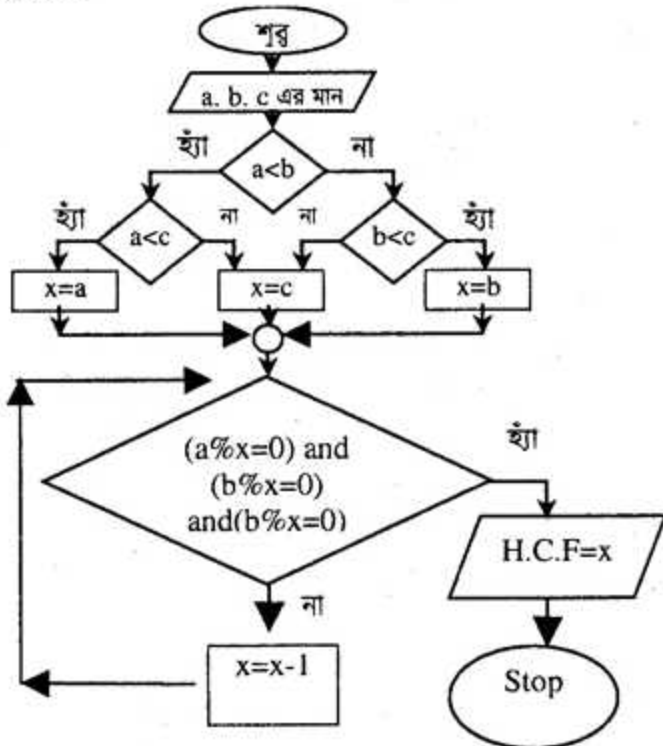 শুরু
a. b. c এর মান
হ্যাঁ
না
a<b
হ্যাঁ
না
না
হ্যাঁ
a<c
b<c
x=a
x=c
x=b
(a%x=0) and
(b%x=0)
and(b%x=0)
হ্যাঁ
H.C.F=x
না
x=x-1
Stop